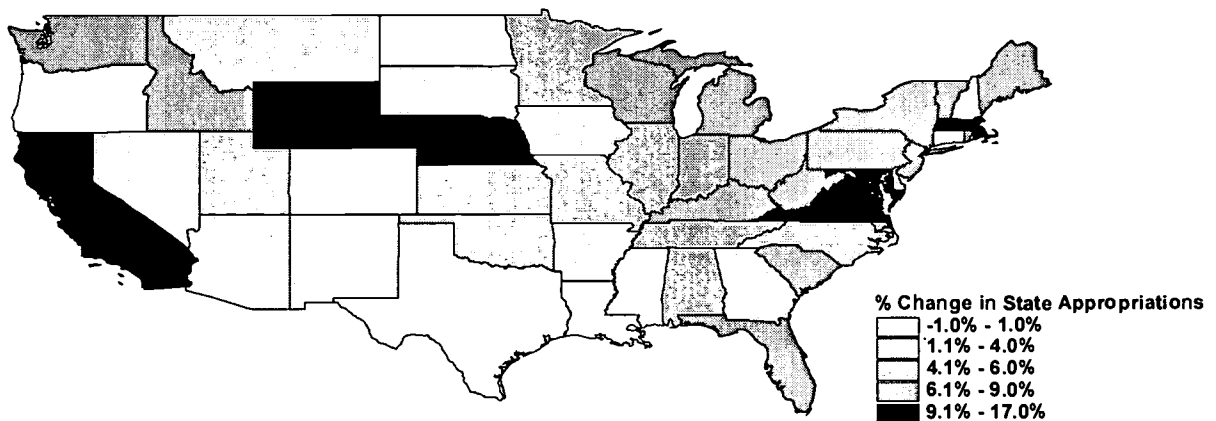 % Change in State Appropriations
-1.0% - 1.0%
1.1% - 4.0%
4.1% - 6.0%
6.1% - 9.0%
9.1% - 17.0%